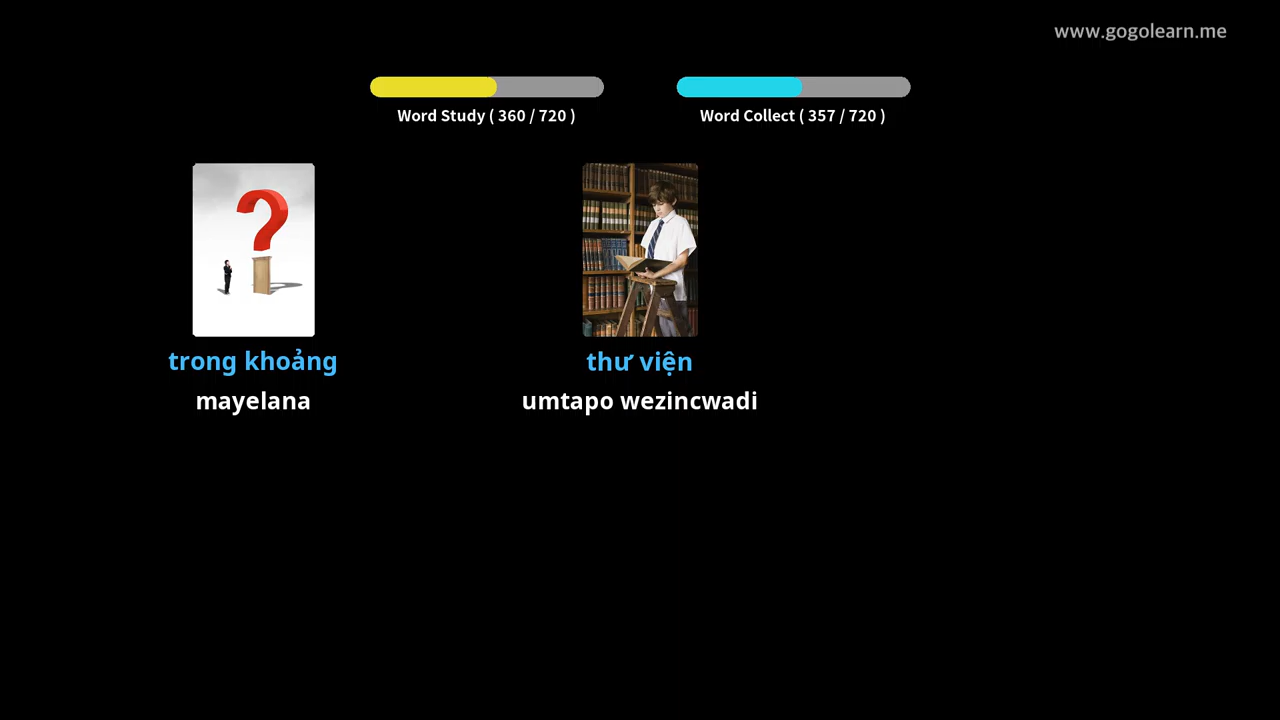 www.gogolearn.me
Word Study ( 360 / 720 )
Word Collect ( 357 / 720 )
trong khoảng
mayelana
thư viện
umtapo wezincwadi